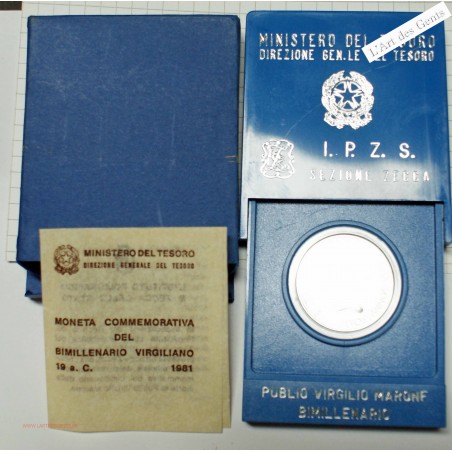 MINISTERO DEL TESORO
DIREZIONE GEN.LE DEL TESORO
L'Art des Gents
I. P. Z. S.
SEZIONE ZECCA
MINISTERO DEL TESORO
DIREZIONE GENERALE DEL TESORO
MONETA COMMEMORATIVA
DEL
BIMILLENARIO VIRGILIANO
19 a. C. 1981
PUBLIO VIRGILIO MARONE
BIMILLENARIO